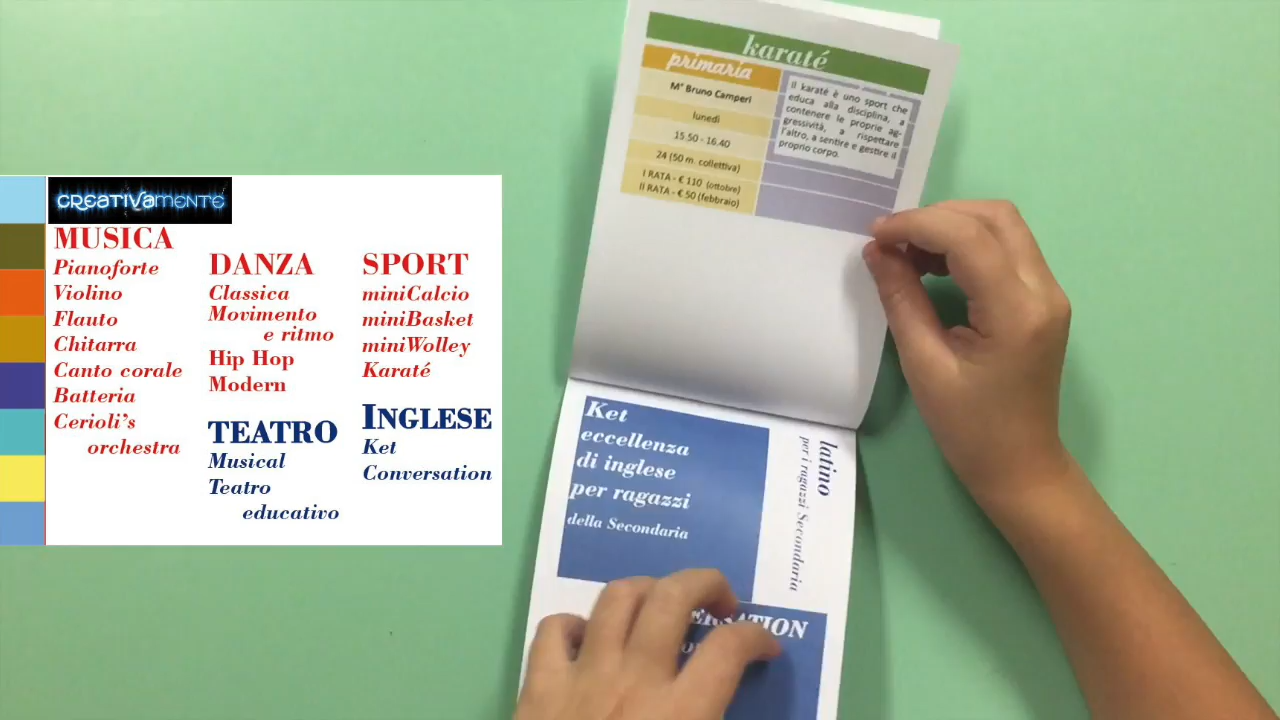 CREATIVAMENTE
MUSICA
Pianoforte
Violino
Flauto
Chitarra
Canto corale
Batteria
Cerioli's
orchestra
DANZA
Classica
Movimento
e ritmo
Hip Hop
Modern
TEATRO
Musical
Teatro
educativo
SPORT
miniCalcio
miniBasket
miniWolley
Karaté
INGLESE
Ket
Conversation
karaté
primaria
M° Bruno Camperi
lunedì
15.50 - 16.40
24 (50 m. collettiva)
I RATA - € 110 (ottobre)
II RATA - € 50 (febbraio)
Il karaté è uno sport che
educa alla disciplina, a
contenere le proprie ag-
gressività, a rispettare
l'altro, a sentire e gestire il
proprio corpo.
Ket
eccellenza
di inglese
per ragazzi
della Secondaria
latino
per i ragazzi Secondaria